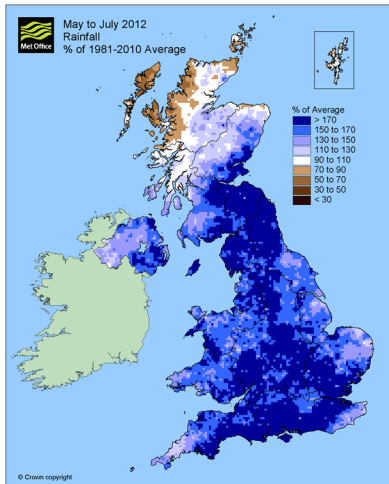 May to July 2012
Rainfall
% of 1981-2010 Average
Met Office
% of Average
> 170
150 to 170
130 to 150
110 to 130
90 to 110
70 to 90
50 to 70
30 to 50
< 30
© Crown copyright